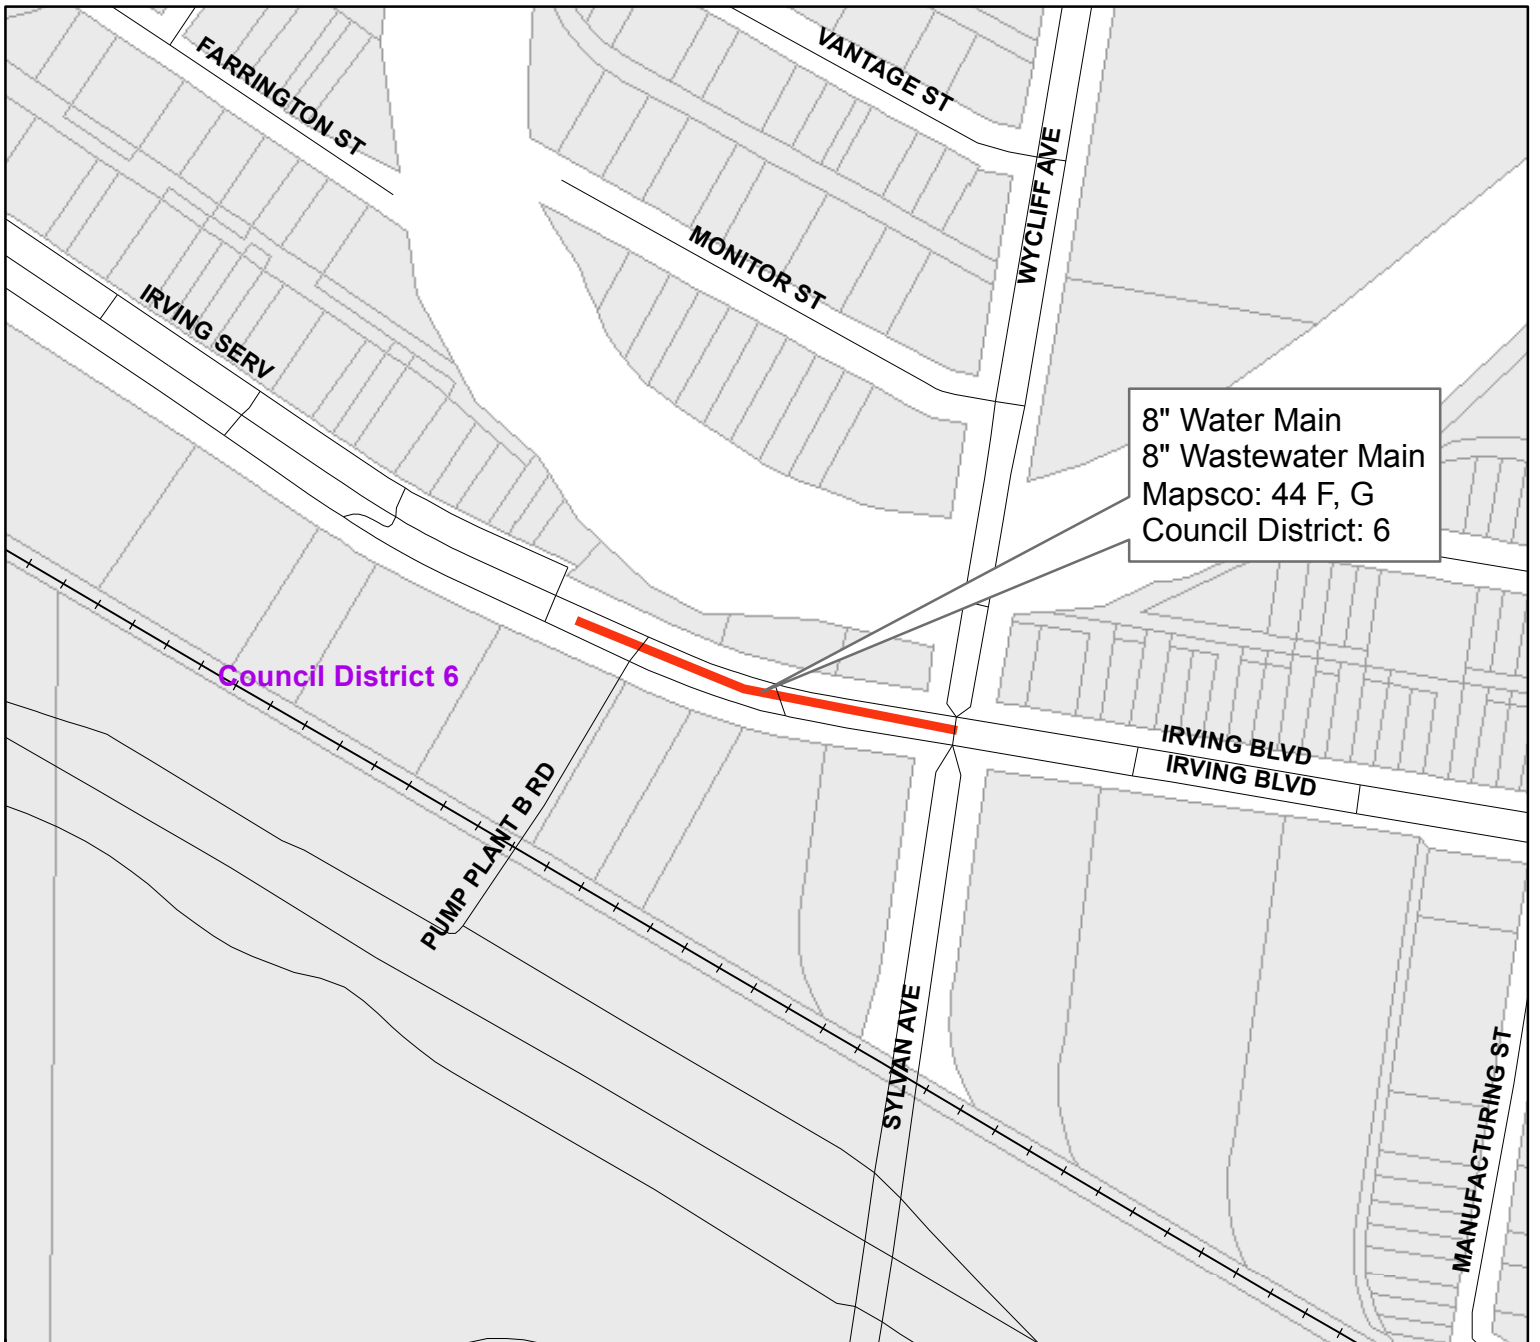 VANTAGE ST
FARRINGTON ST
WYCLIFF AVE
MONITOR ST
IRVING SERV
8" Water Main
8" Wastewater Main
Mapsco: 44 F, G
Council District: 6
Council District 6
IRVING BLVD
IRVING BLVD
PUMP PLANT B RD
SYLVAN AVE
MANUFACTURING ST